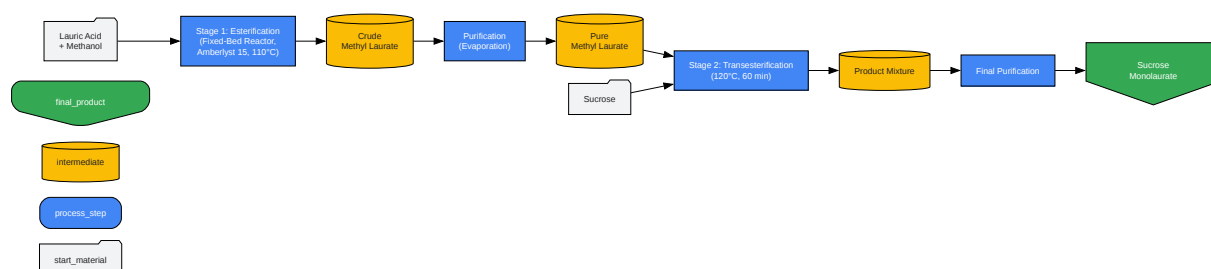 Lauric Acid
+ Methanol
Stage 1: Esterification
(Fixed-Bed Reactor,
Amberlyst 15, 110°C)
Crude
Methyl Laurate
Purification
(Evaporation)
Pure
Methyl Laurate
Sucrose
Stage 2: Transesterification
(120°C, 60 min)
Product Mixture
Final Purification
Sucrose
Monolaurate
final_product
intermediate
process_step
start_material